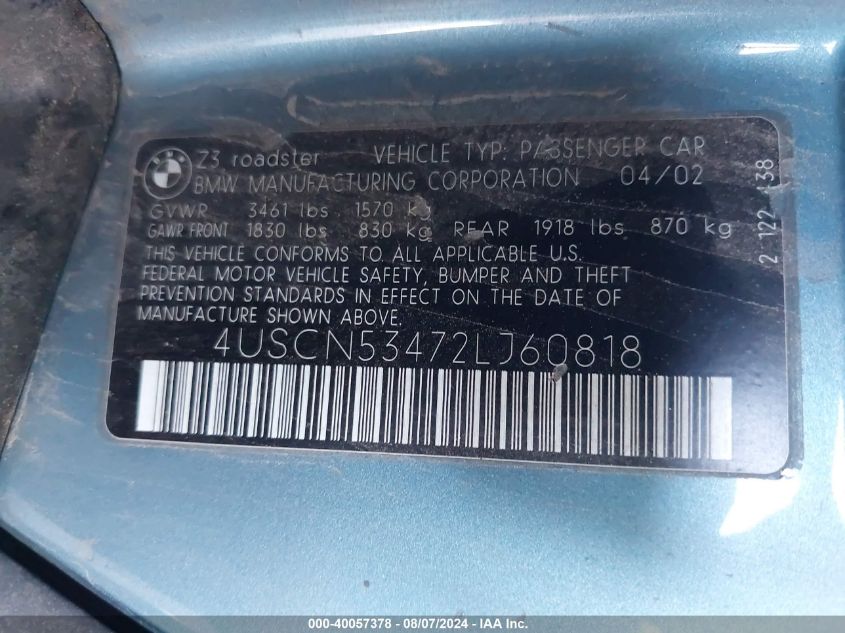 Z3 roadster VEHICLE TYP: PASSENGER CAR
BMW MANUFACTURING CORPORATION 04/02
GVWR 3461 lbs 1570 kg
GAWR FRONT 1830 lbs 830 kg REAR 1918 lbs 870 kg
THIS VEHICLE CONFORMS TO ALL APPLICABLE U.S.
FEDERAL MOTOR VEHICLE SAFETY, BUMPER AND THEFT
PREVENTION STANDARDS IN EFFECT ON THE DATE OF
MANUFACTURE SHOWN ABOVE.
4USCN53472LJ60818
2 122 438
000-40057378 - 08/07/2024 - IAA Inc.